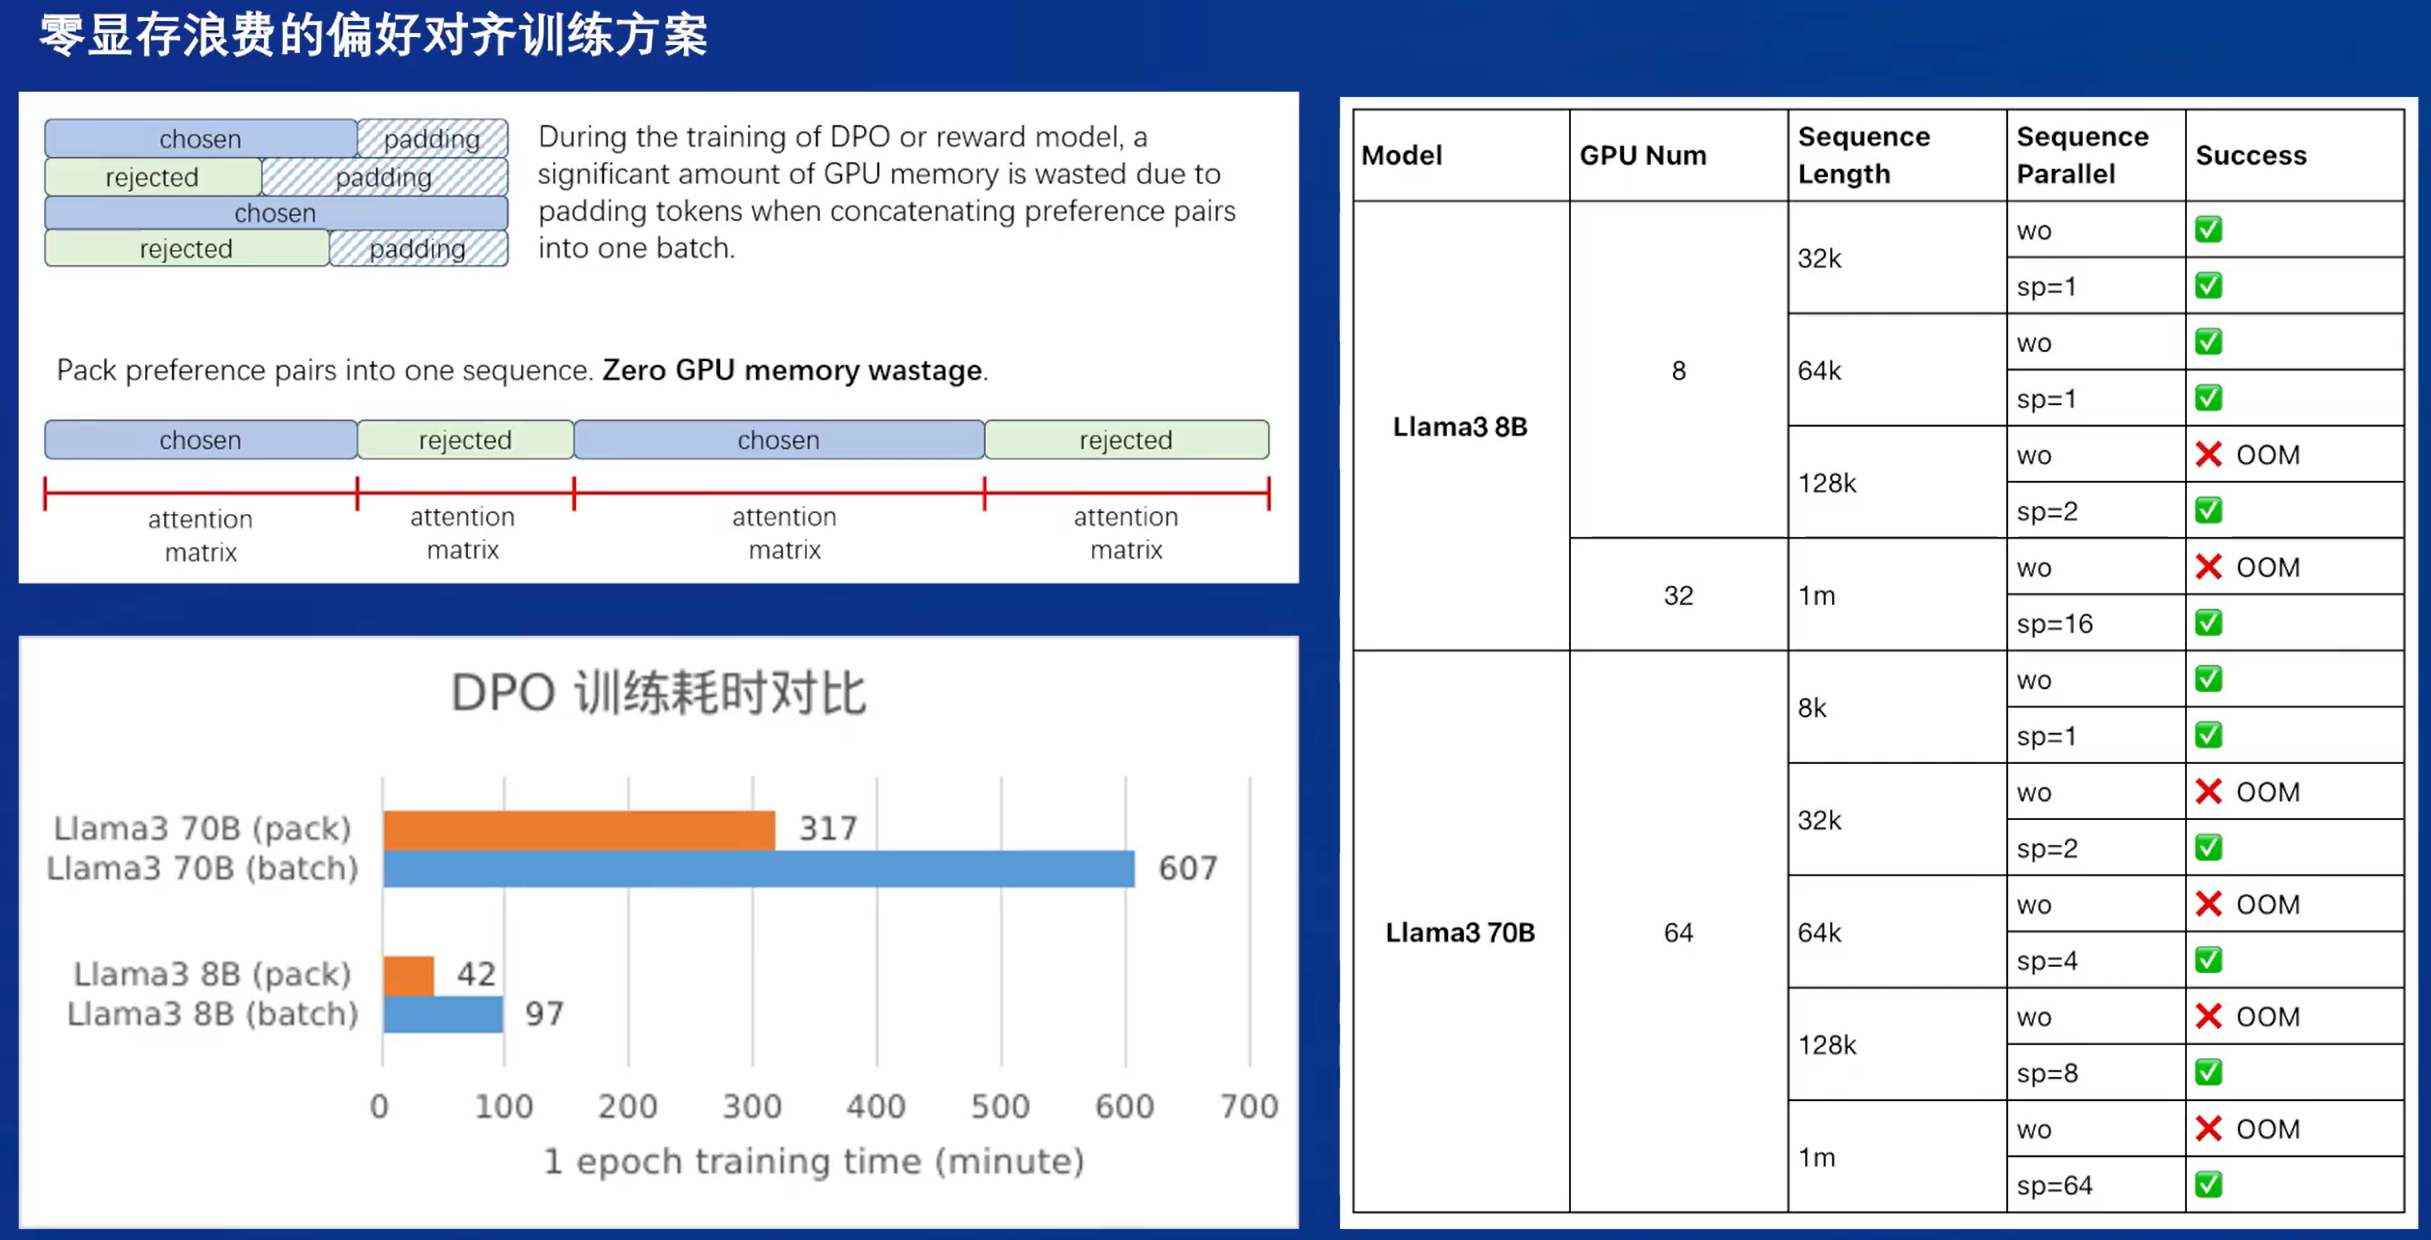 零显存浪费的偏好对齐训练方案
chosen padding
rejected padding
chosen
rejected padding
During the training of DPO or reward model, a
significant amount of GPU memory is wasted due to
padding tokens when concatenating preference pairs
into one batch.
Pack preference pairs into one sequence. Zero GPU memory wastage.
chosen rejected chosen rejected
attention matrix attention matrix attention matrix attention matrix
DPO 训练耗时对比
Llama3 70B (pack) 317
Llama3 70B (batch) 607
Llama3 8B (pack) 42
Llama3 8B (batch) 97
0 100 200 300 400 500 600 700
1 epoch training time (minute)
Model GPU Num Sequence Length Sequence Parallel Success
Llama3 8B 8 32k wo ✅
sp=1 ✅
64k wo ✅
sp=1 ✅
128k wo ❌ OOM
sp=2 ✅
32 1m wo ❌ OOM
sp=16 ✅
Llama3 70B 64 8k wo ✅
sp=1 ✅
32k wo ❌ OOM
sp=2 ✅
64k wo ❌ OOM
sp=4 ✅
128k wo ❌ OOM
sp=8 ✅
1m wo ❌ OOM
sp=64 ✅